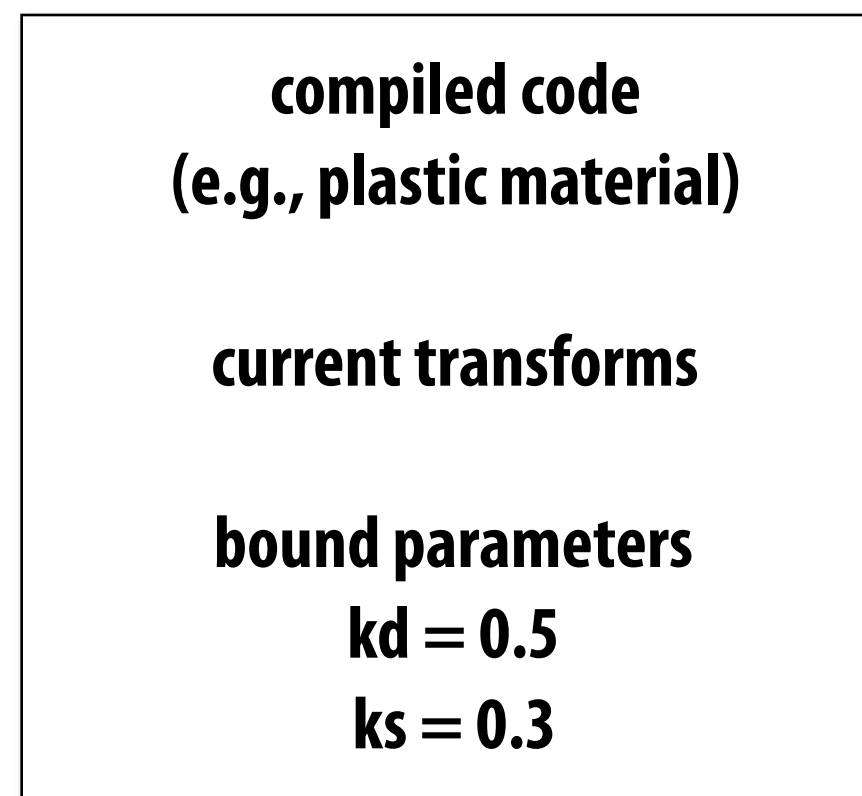 compiled code
(e.g., plastic material)
current transforms
bound parameters
kd = 0.5
ks = 0.3